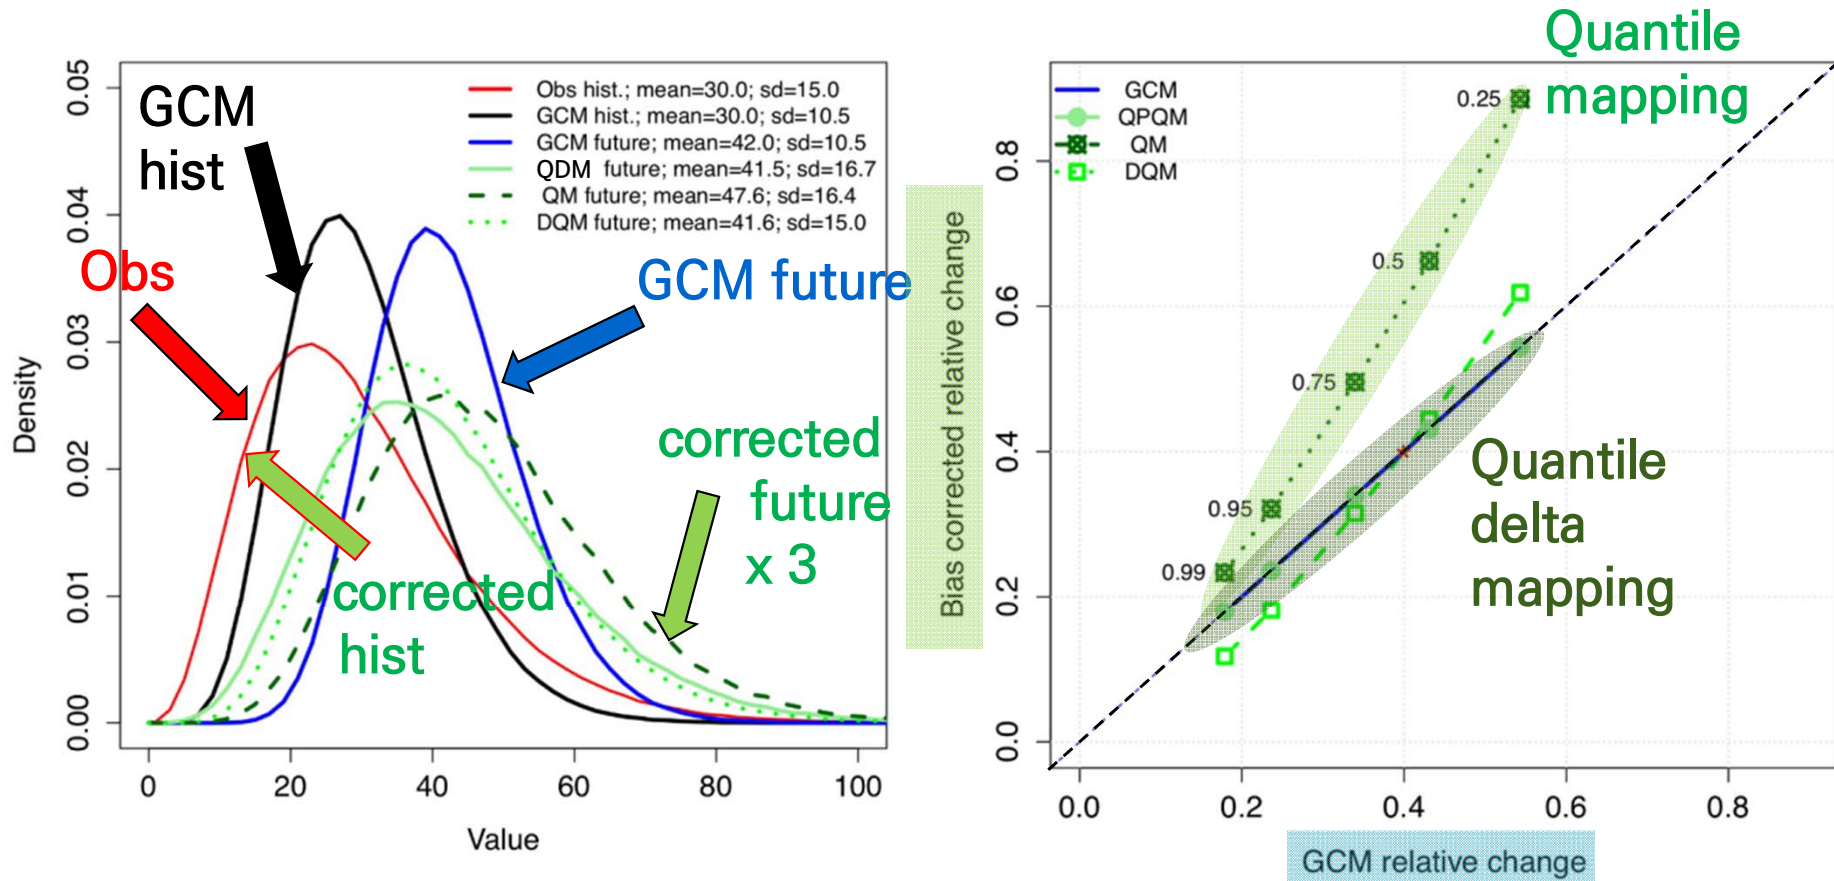 GCM
hist
Obs
GCM future
corrected
future
x 3
corrected
hist
Obs hist.; mean=30.0; sd=15.0
GCM hist.; mean=30.0; sd=10.5
GCM future; mean=42.0; sd=10.5
QDM future; mean=41.5; sd=16.7
QM future; mean=47.6; sd=16.4
DQM future; mean=41.6; sd=15.0
0.05
0.04
0.03
0.02
0.01
0.00
Density
0
20
40
60
80
100
Value
Quantile
mapping
GCM
QPQM
QM
DQM
0.25
0.5
0.75
0.95
0.99
Quantile
delta
mapping
0.8
0.6
0.4
0.2
0.0
Bias corrected relative change
0.0
0.2
0.4
0.6
0.8
GCM relative change